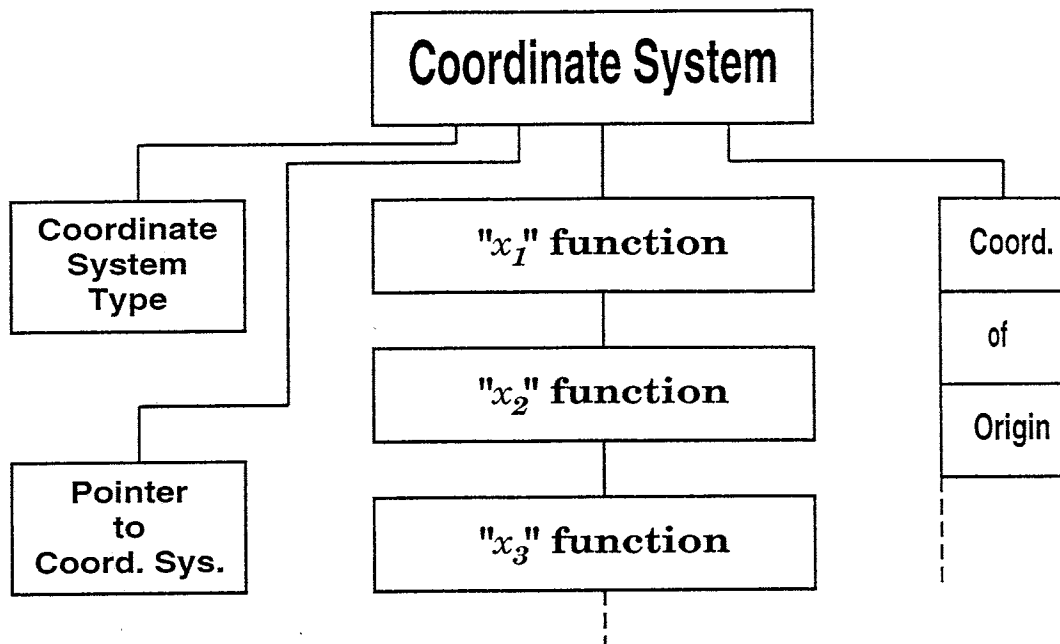 Coordinate System
Coordinate
System
Type
"x₁" function
Coord.
of
Origin
"x₂" function
Pointer
to
Coord. Sys.
"x₃" function